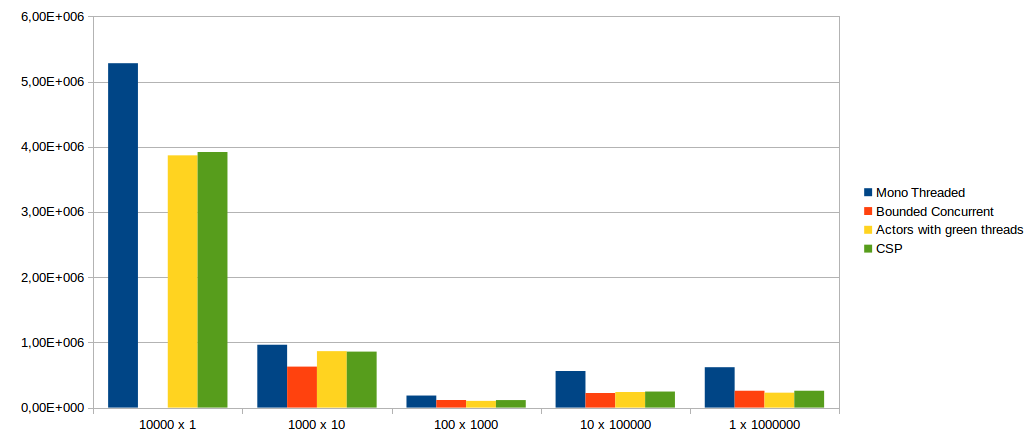 6,00E+006
5,00E+006
4,00E+006
3,00E+006
2,00E+006
1,00E+006
0,00E+000
10000 x 1
1000 x 10
100 x 1000
10 x 100000
1 x 1000000
Mono Threaded
Bounded Concurrent
Actors with green threads
CSP